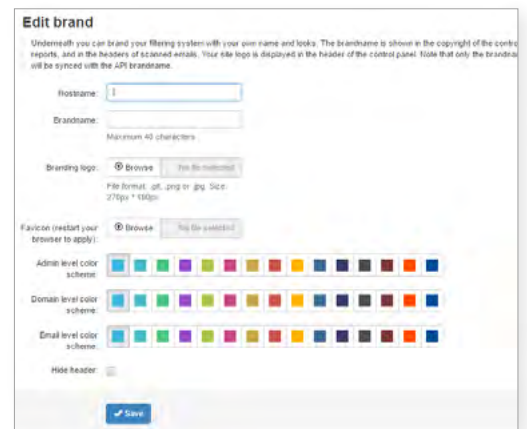 Edit brand
Underneath you can brand your filtering system with your own name and looks. The brandname is shown in the copyright of the contro
reports, and in the headers of scanned emails. Your site logo is displayed in the header of the control panel. Note that only the brandna
will be synced with the API brandname.
Hostname:
Brandname:
Maximum 40 characters
Branding logo:
Browse
No file selected
File format: .gif, .png or .jpg. Size:
270px * 100px
Favicon (restart your
browser to apply):
Browse
No file selected
Admin level color
scheme:
Domain level color
scheme:
Email level color
scheme:
Hide header:
Save